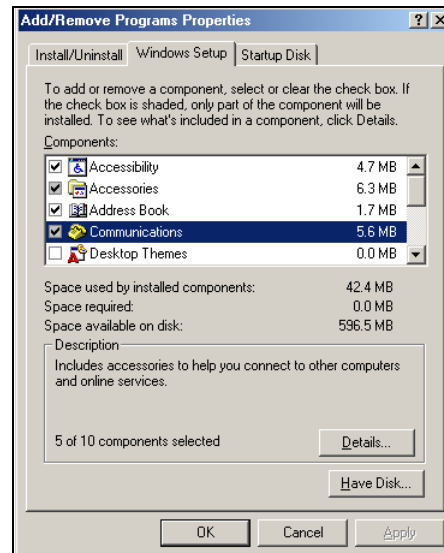 Add/Remove Programs Properties
Install/Uninstall Windows Setup Startup Disk
To add or remove a component, select or clear the check box. If
the check box is shaded, only part of the component will be
installed. To see what's included in a component, click Details.
Components:
Accessibility 4.7 MB
Accessories 6.3 MB
Address Book 1.7 MB
Communications 5.6 MB
Desktop Themes 0.0 MB
Space used by installed components: 42.4 MB
Space required: 0.0 MB
Space available on disk: 596.5 MB
Description
Includes accessories to help you connect to other computers
and online services.
5 of 10 components selected Details...
Have Disk...
OK Cancel Apply